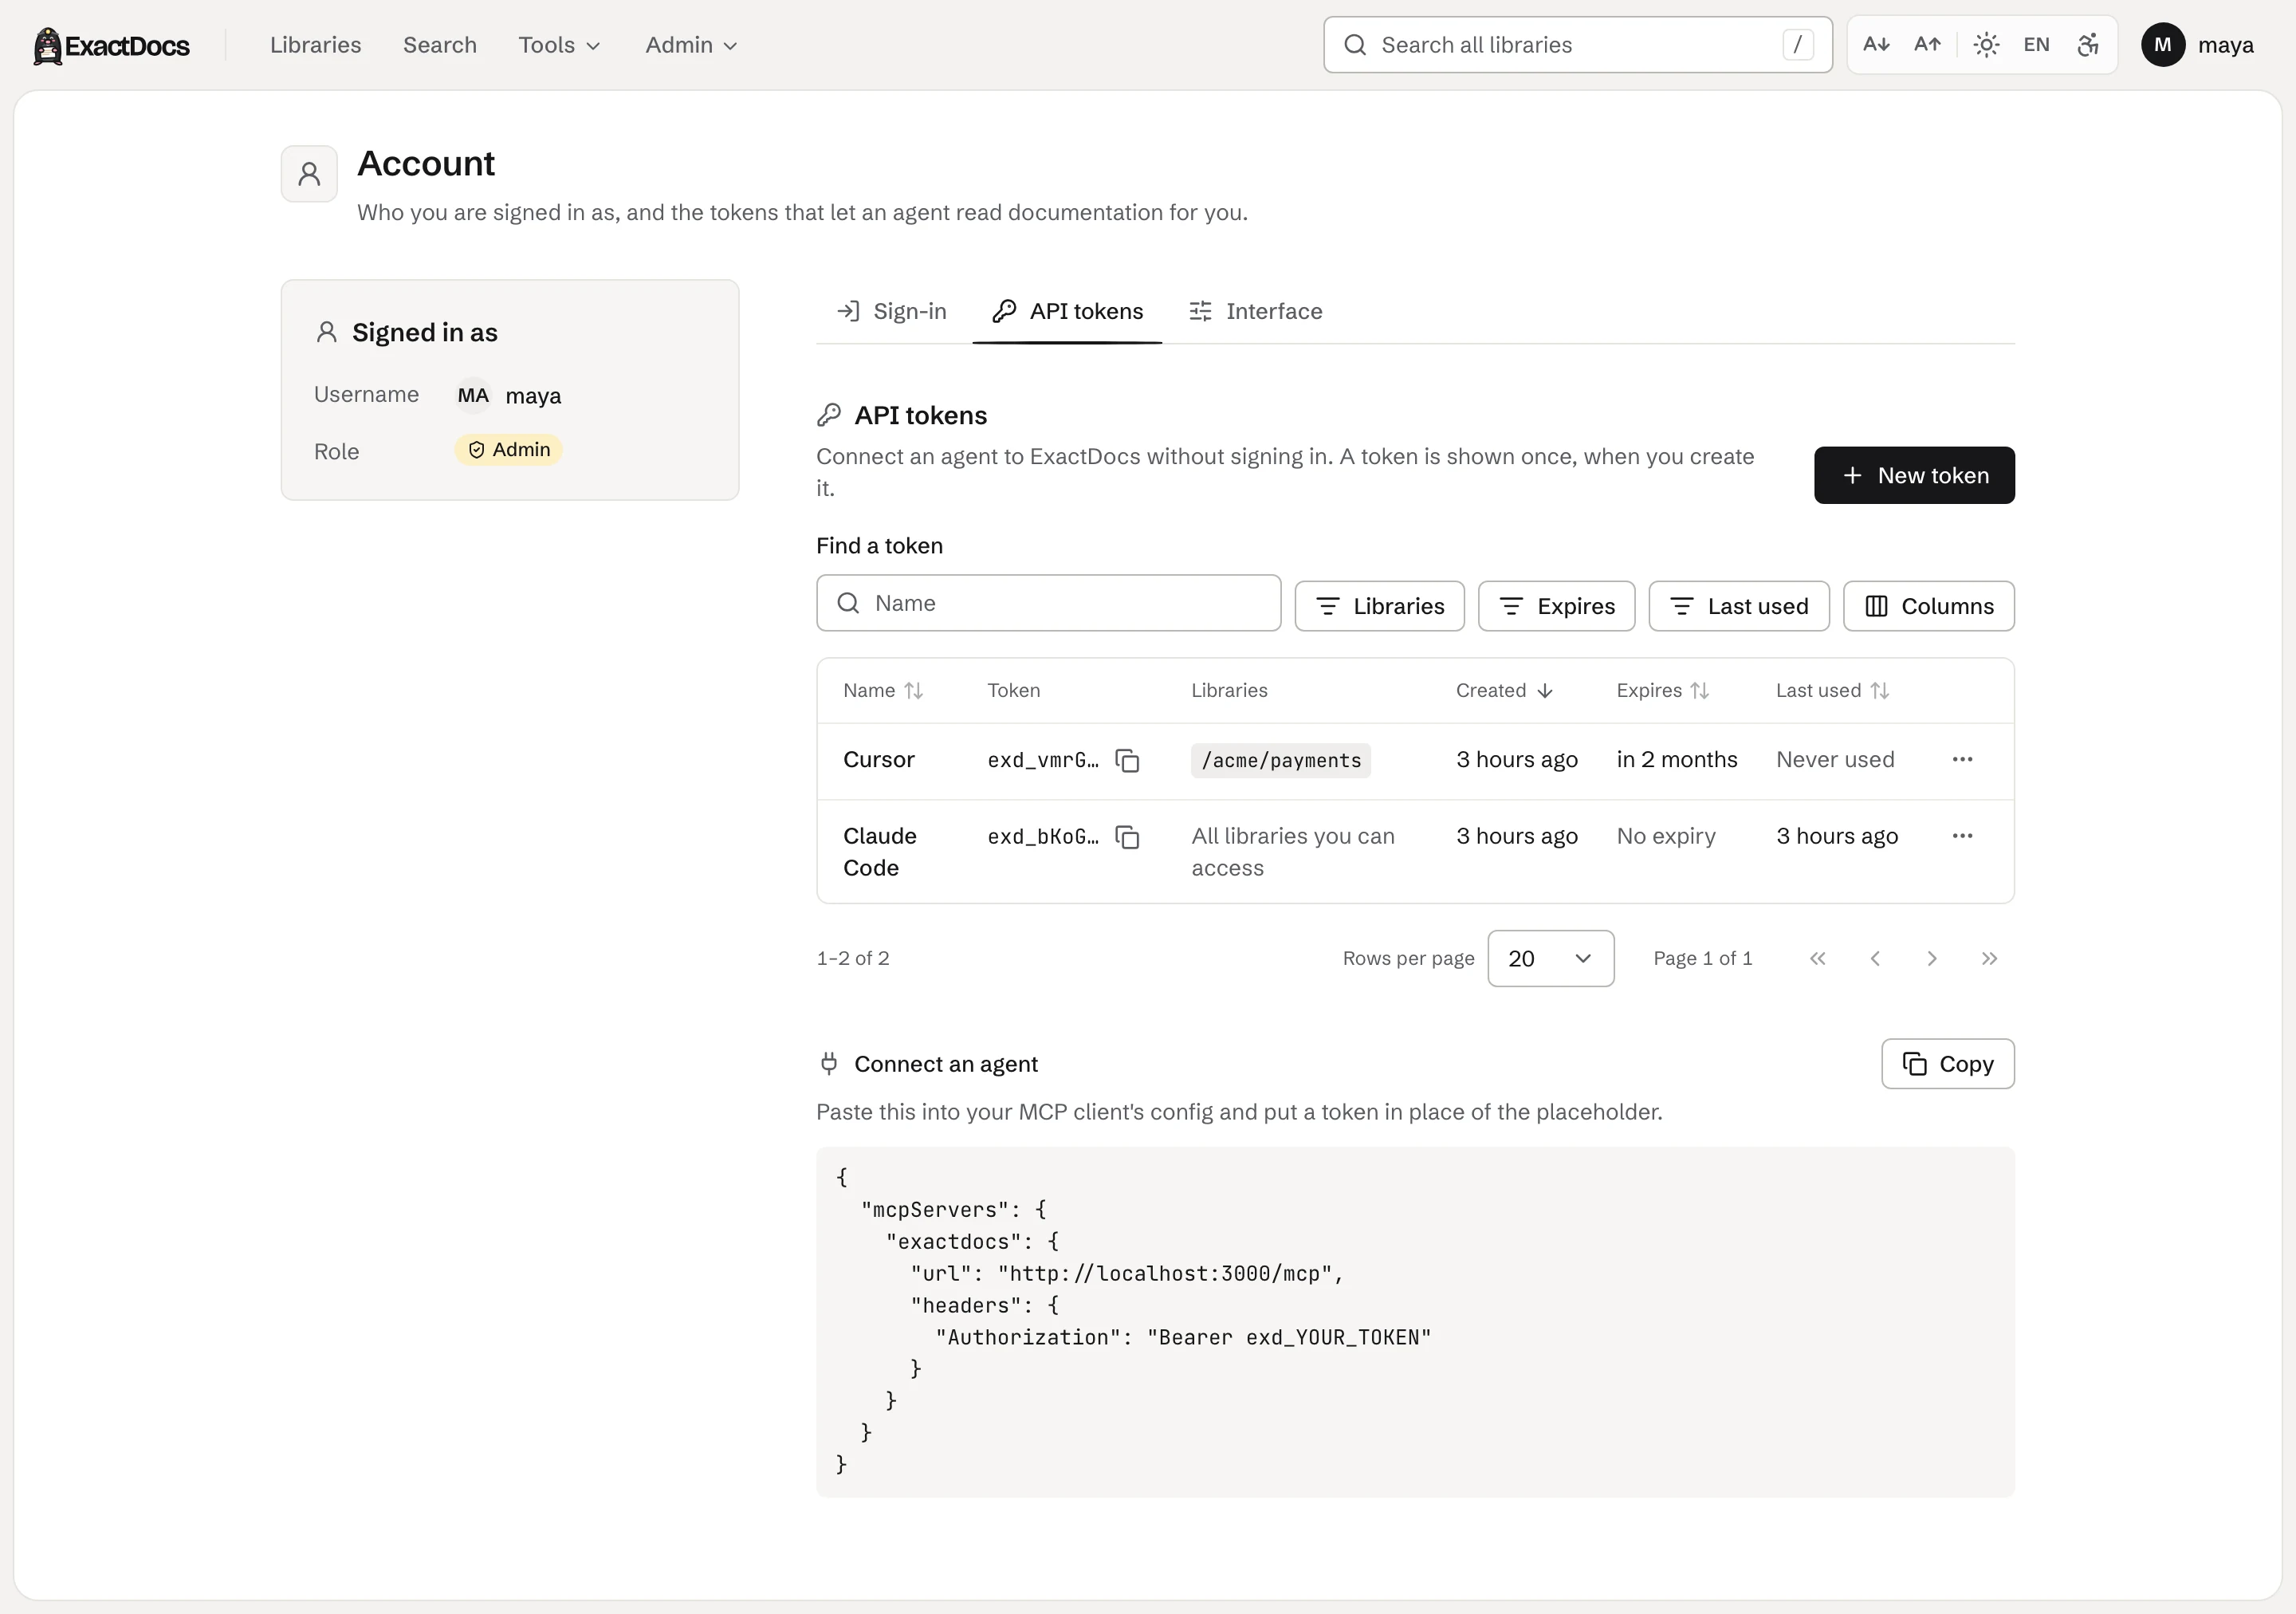 ExactDocs
Libraries
Search
Tools
Admin
Search all libraries
/
A
A
EN
M
maya
Account
Who you are signed in as, and the tokens that let an agent read documentation for you.
Signed in as
Username
MA
maya
Role
Admin
Sign-in
API tokens
Interface
API tokens
Connect an agent to ExactDocs without signing in. A token is shown once, when you create
it.
New token
Find a token
Name
Libraries
Expires
Last used
Columns
Name
Token
Libraries
Created
Expires
Last used
Cursor
exd_vmrG…
/acme/payments
3 hours ago
in 2 months
Never used
Claude
Code
exd_bKoG…
All libraries you can
access
3 hours ago
No expiry
3 hours ago
1–2 of 2
Rows per page
20
Page 1 of 1
Connect an agent
Copy
Paste this into your MCP client's config and put a token in place of the placeholder.
{
  "mcpServers": {
    "exactdocs": {
      "url": "http://localhost:3000/mcp",
      "headers": {
        "Authorization": "Bearer exd_YOUR_TOKEN"
      }
    }
  }
}